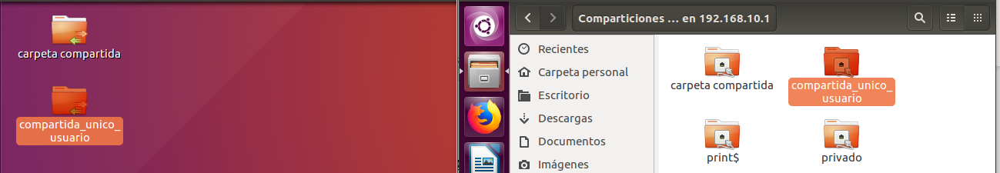 carpeta compartida
compartida_unico_
usuario
Comparticiones ... en 192.168.10.1
Recientes
Carpeta personal
Escritorio
Descargas
Documentos
Imágenes
carpeta compartida
compartida_unico_
usuario
print$
privado